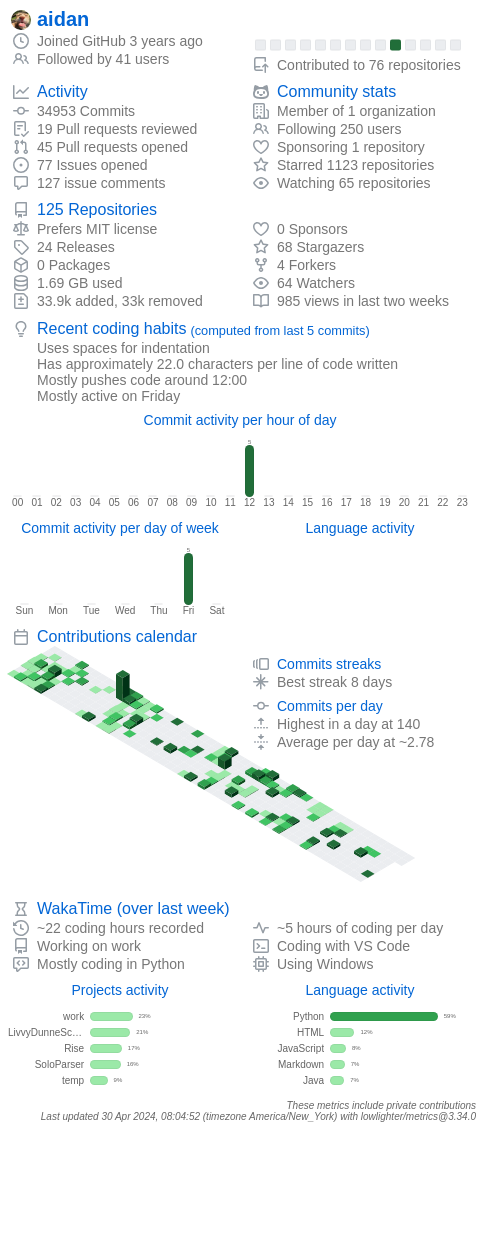 aidan
Joined GitHub 3 years ago
Followed by 41 users
Contributed to 76 repositories
Activity
34953 Commits
19 Pull requests reviewed
45 Pull requests opened
77 Issues opened
127 issue comments
Community stats
Member of 1 organization
Following 250 users
Sponsoring 1 repository
Starred 1123 repositories
Watching 65 repositories
125 Repositories
Prefers MIT license
24 Releases
0 Packages
1.69 GB used
33.9k added, 33k removed
0 Sponsors
68 Stargazers
4 Forkers
64 Watchers
985 views in last two weeks
Recent coding habits (computed from last 5 commits)
Uses spaces for indentation
Has approximately 22.0 characters per line of code written
Mostly pushes code around 12:00
Mostly active on Friday
Commit activity per hour of day
5
00 01 02 03 04 05 06 07 08 09 10 11 12 13 14 15 16 17 18 19 20 21 22 23
Commit activity per day of week
5
Sun Mon Tue Wed Thu Fri Sat
Language activity
Contributions calendar
Commits streaks
Best streak 8 days
Commits per day
Highest in a day at 140
Average per day at ~2.78
WakaTime (over last week)
~22 coding hours recorded
Working on work
Mostly coding in Python
~5 hours of coding per day
Coding with VS Code
Using Windows
Projects activity
work 23%
LivvyDunneSc… 21%
Rise 17%
SoloParser 16%
temp 9%
Language activity
Python 59%
HTML 12%
JavaScript 8%
Markdown 7%
Java 7%
These metrics include private contributions
Last updated 30 Apr 2024, 08:04:52 (timezone America/New_York) with lowlighter/metrics@3.34.0